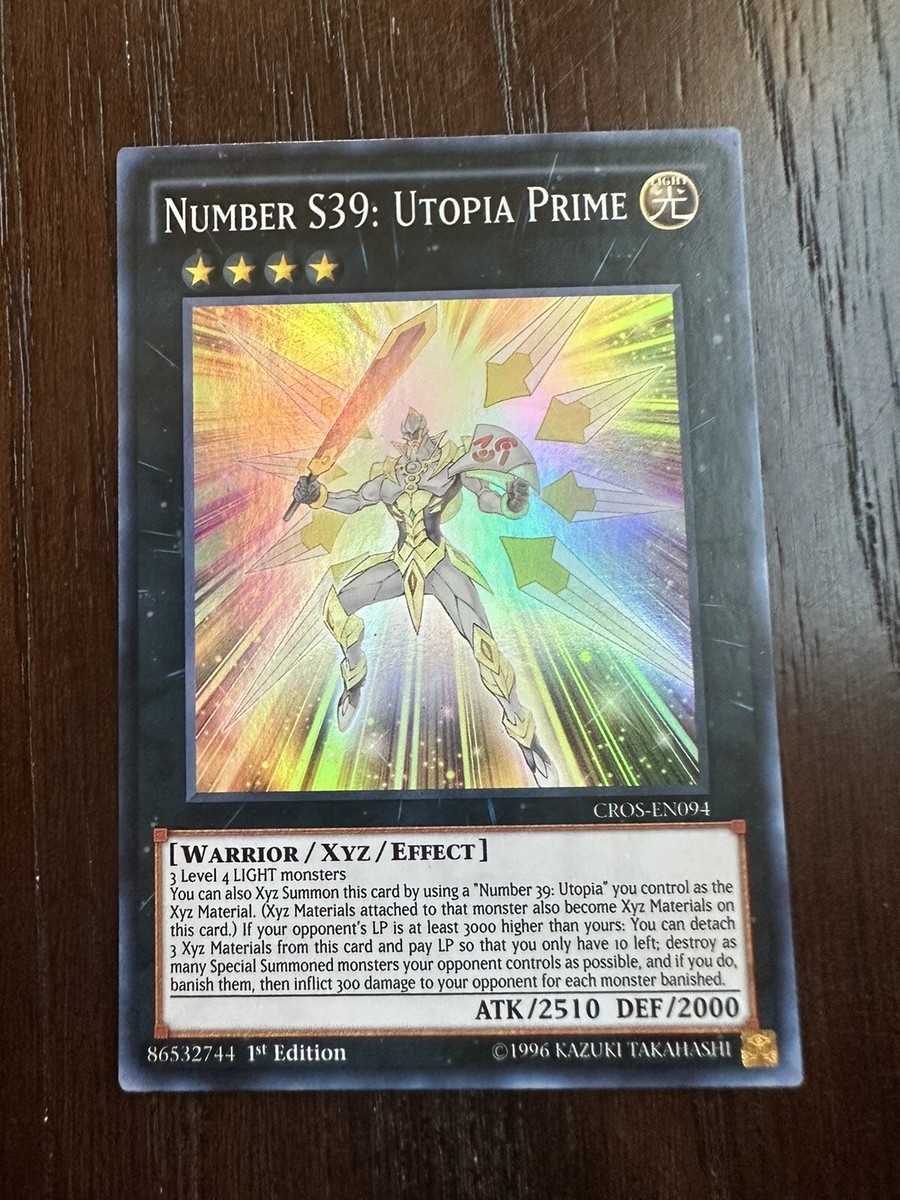 NUMBER S39: UTOPIA PRIME
LIGHT
光
39
CROS-EN094
[WARRIOR/XYZ/EFFECT]
3 Level 4 LIGHT monsters
You can also Xyz Summon this card by using a "Number 39: Utopia" you control as the
Xyz Material. (Xyz Materials attached to that monster also become Xyz Materials on
this card.) If your opponent's LP is at least 3000 higher than yours: You can detach
3 Xyz Materials from this card and pay LP so that you only have 10 left; destroy as
many Special Summoned monsters your opponent controls as possible, and if you do,
banish them, then inflict 300 damage to your opponent for each monster banished.
ATK/2510 DEF/2000
86532744 1st Edition ©1996 KAZUKI TAKAHASHI